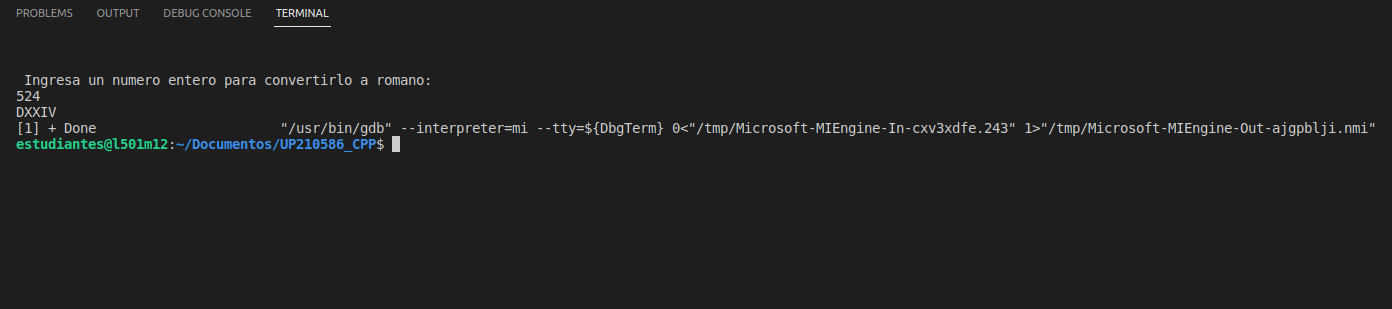 PROBLEMS OUTPUT DEBUG CONSOLE TERMINAL
Ingresa un numero entero para convertirlo a romano:
524
DXXIV
[1] + Done "/usr/bin/gdb" --interpreter=mi --tty=${DbgTerm} 0<"/tmp/Microsoft-MIEngine-In-cxv3xdfe.243" 1>"/tmp/Microsoft-MIEngine-Out-ajgpblji.nmi"
estudiantes@l501m12:~/Documentos/UP210586_CPP$